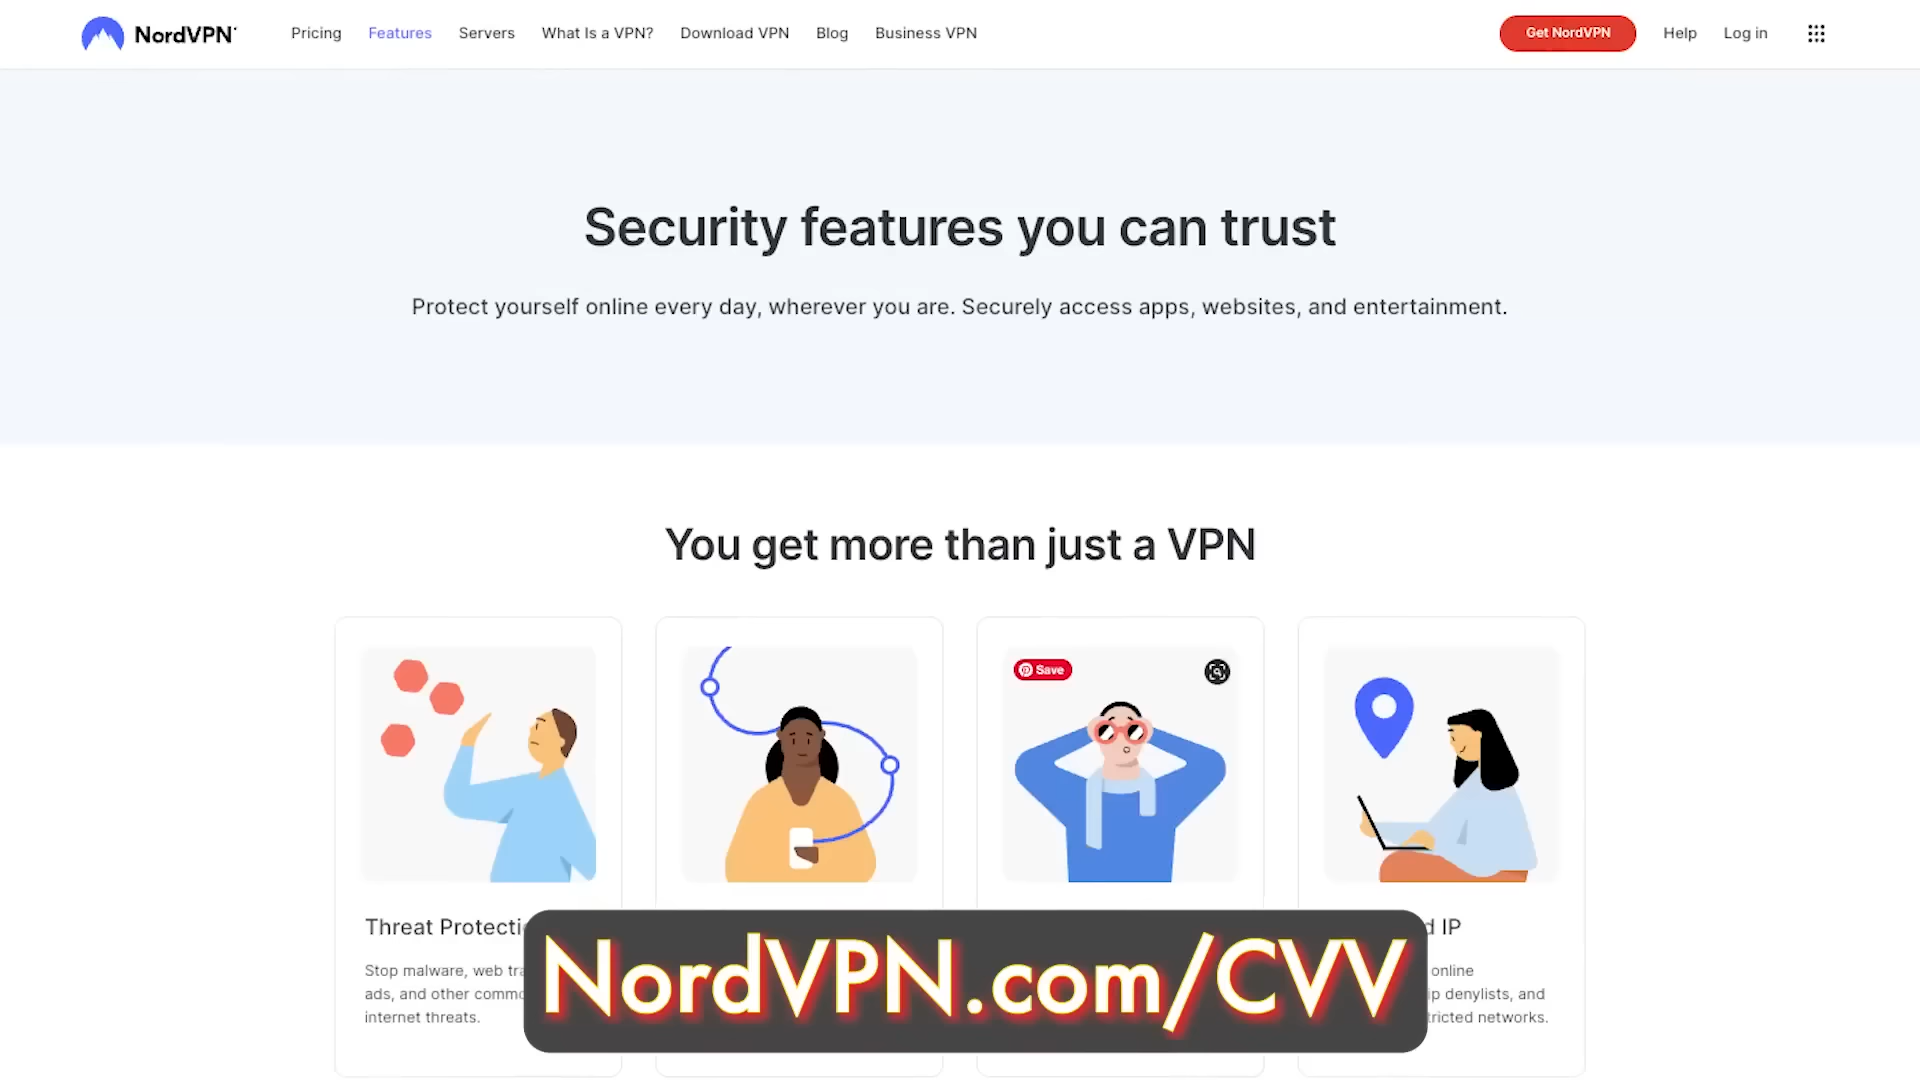 NordVPN
Pricing
Features
Servers
What Is a VPN?
Download VPN
Blog
Business VPN
Get NordVPN
Help
Log in
Security features you can trust
Protect yourself online every day, wherever you are. Securely access apps, websites, and entertainment.
You get more than just a VPN
Save
Threat Protecti
Stop malware, web tra
ads, and other commo
internet threats.
d IP
online
ip denylists, and
tricted networks.
NordVPN.com/CVV